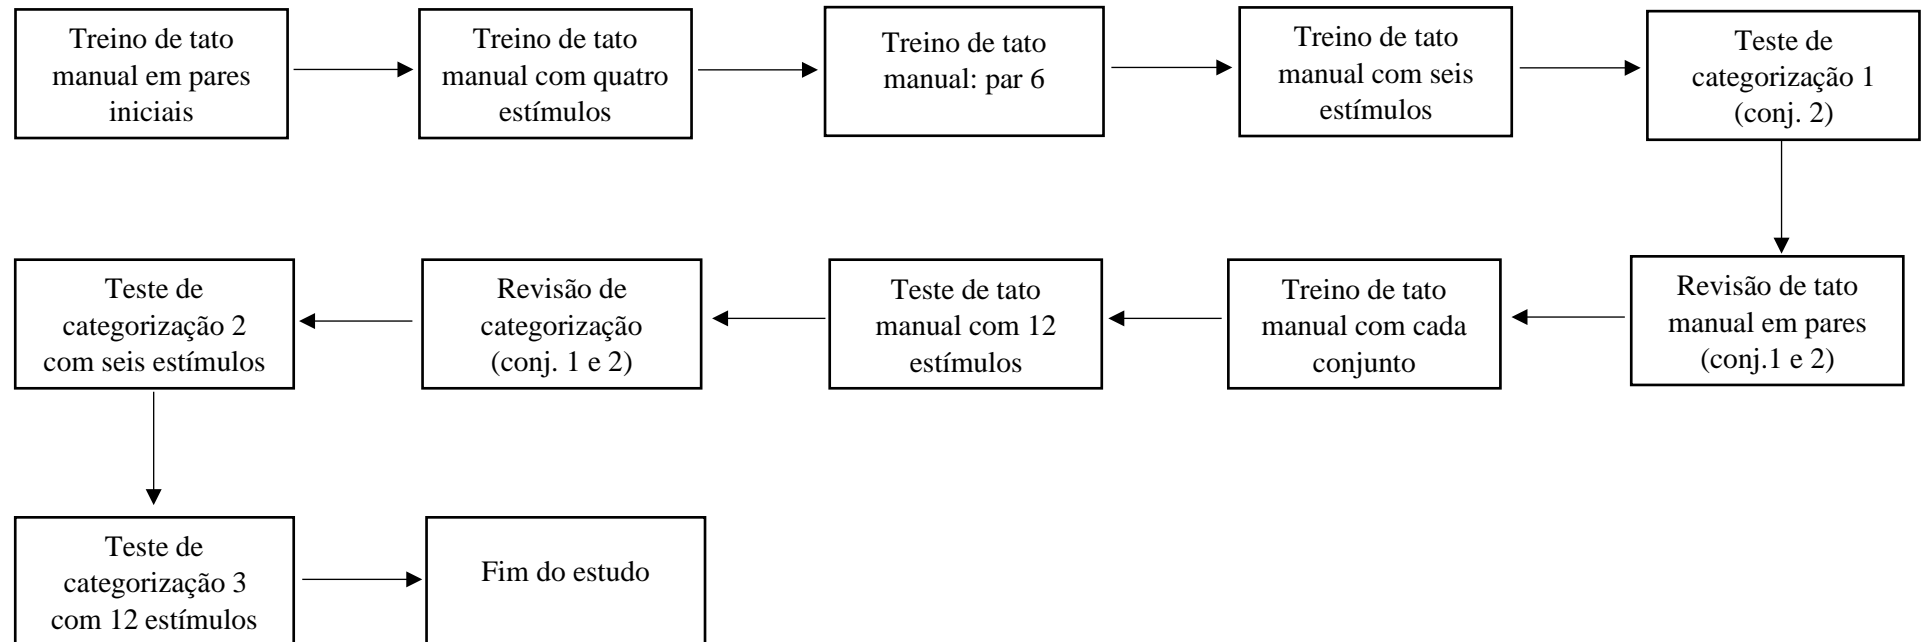 Treino de tato
manual em pares
iniciais
Treino de tato
manual com quatro
estímulos
Treino de tato
manual: par 6
Treino de tato
manual com seis
estímulos
Teste de
categorização 1
(conj. 2)
Revisão de tato
manual em pares
(conj.1 e 2)
Treino de tato
manual com cada
conjunto
Teste de tato
manual com 12
estímulos
Revisão de
categorização
(conj. 1 e 2)
Teste de
categorização 2
com seis estímulos
Teste de
categorização 3
com 12 estímulos
Fim do estudo